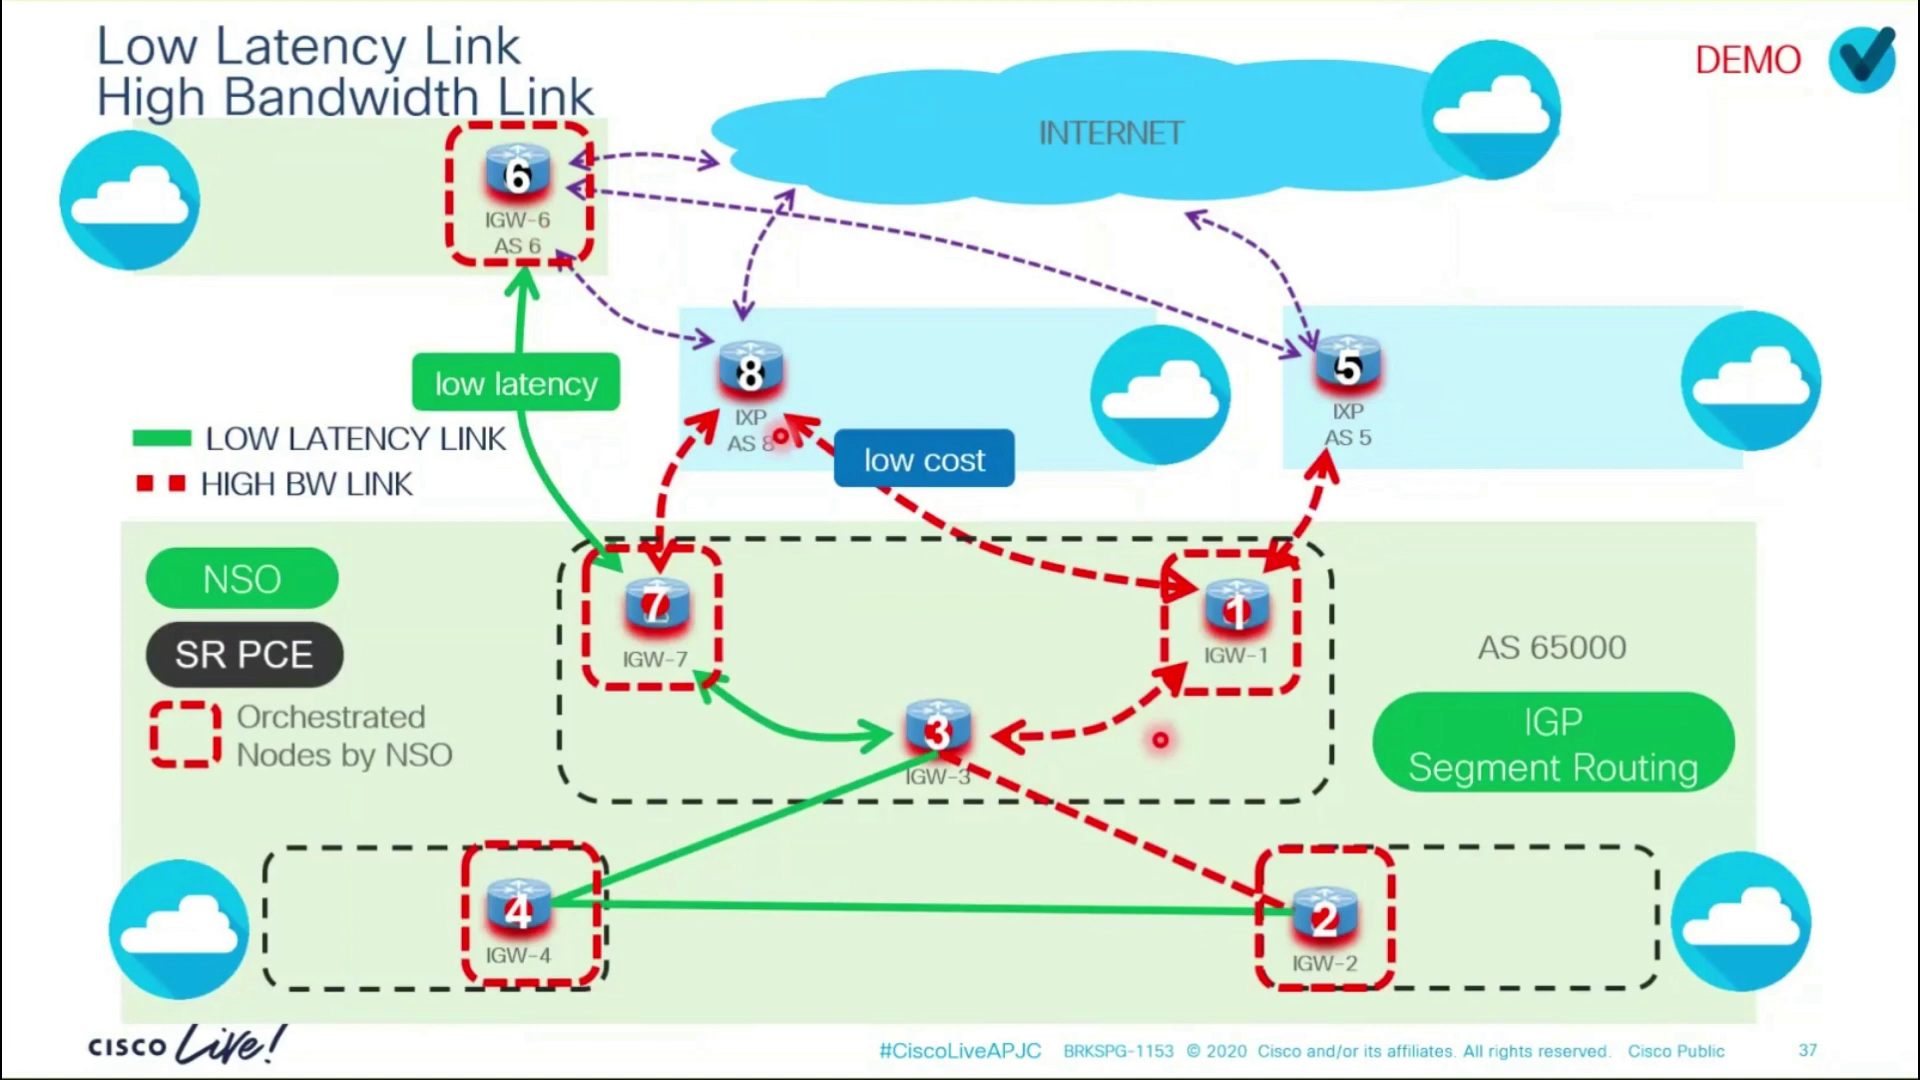 Low Latency Link
High Bandwidth Link
DEMO
INTERNET
6
IGW-6
AS 6
low latency
8
IXP
AS 8
5
IXP
AS 5
low cost
LOW LATENCY LINK
HIGH BW LINK
NSO
SR PCE
Orchestrated
Nodes by NSO
7
IGW-7
1
IGW-1
3
IGW-3
AS 65000
IGP
Segment Routing
4
IGW-4
2
IGW-2
CISCO Live!
#CiscoLiveAPJC BRKSPG-1153 © 2020 Cisco and/or its affiliates. All rights reserved. Cisco Public 37